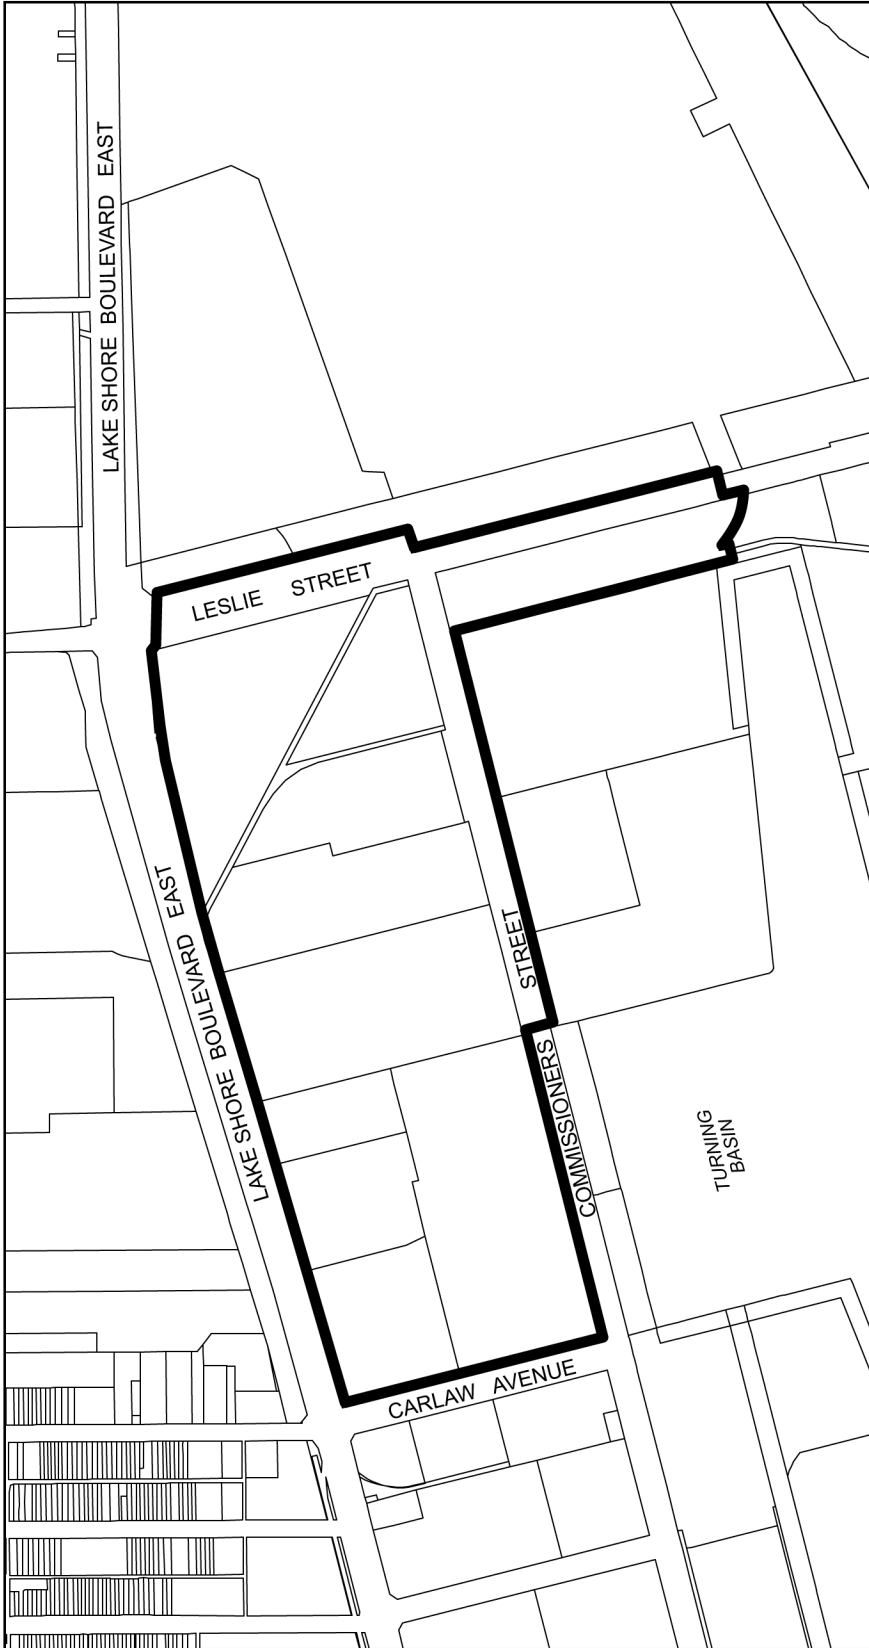 LAKE SHORE BOULEVARD EAST
LESLIE STREET
LAKE SHORE BOULEVARD EAST
COMMISSIONERS STREET
TURNING
BASIN
CARLAW AVENUE